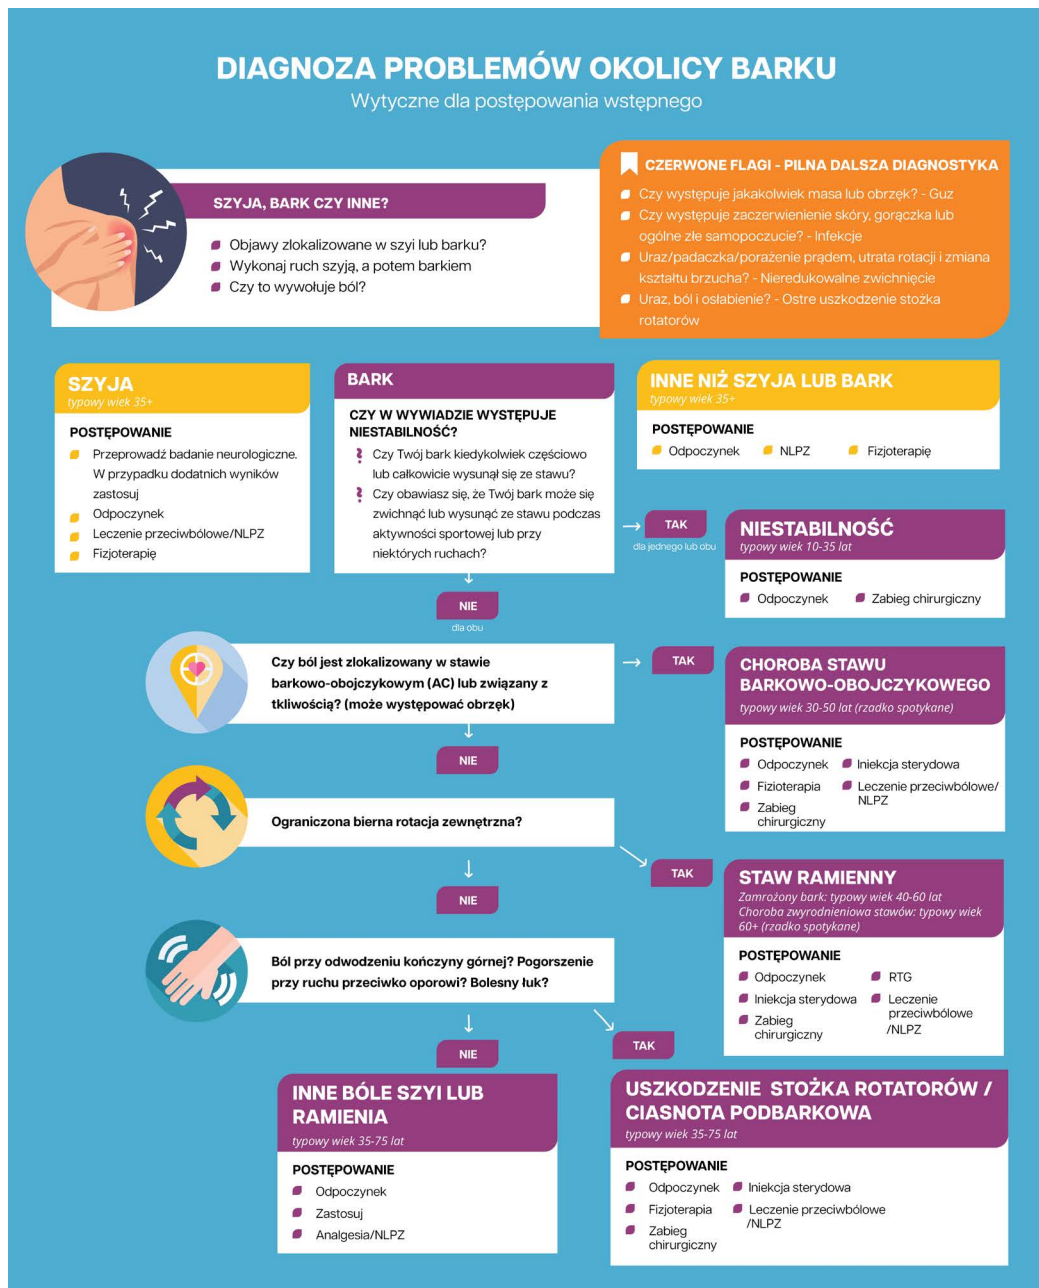 DIAGNOZA PROBLEMÓW OKOLICY BARKU
Wytyczne dla postępowania wstępnego
SZYJA, BARK CZY INNE?
Objawy zlokalizowane w szyi lub barku?
Wykonaj ruch szyją, a potem barkiem
Czy to wywołuje ból?
CZERWONE FLAGI - PILNA DALSZA DIAGNOSTYKA
Czy występuje jakakolwiek masa lub obrzęk? - Guz
Czy występuje zaczerwienienie skóry, gorączka lub
ogólne złe samopoczucie? - Infekcje
Uraz/padaczka/porażenie prądem, utrata rotacji i zmiana
kształtu brzucha? - Nieredukowalne zwichnięcie
Uraz, ból i osłabienie? - Ostre uszkodzenie stożka
rotatorów
SZYJA
typowy wiek 35+
POSTĘPOWANIE
Przeprowadź badanie neurologiczne.
W przypadku dodatnich wyników
zastosuj
Odpoczynek
Leczenie przeciwbólowe/NLPZ
Fizjoterapię
BARK
CZY W WYWIADZIE WYSTĘPUJE
NIESTABILNOŚĆ?
Czy Twój bark kiedykolwiek częściowo
lub całkowicie wysunął się ze stawu?
Czy obawiasz się, że Twój bark może się
zwichnąć lub wysunąć ze stawu podczas
aktywności sportowej lub przy
niektórych ruchach?
INNE NIŻ SZYJA LUB BARK
typowy wiek 35+
POSTĘPOWANIE
Odpoczynek NLPZ Fizjoterapię
TAK
dla jednego lub obu
NIESTABILNOŚĆ
typowy wiek 10-35 lat
POSTĘPOWANIE
Odpoczynek Zabieg chirurgiczny
NIE
dla obu
Czy ból jest zlokalizowany w stawie
barkowo-obojczykowym (AC) lub związany z
tkliwością? (może występować obrzęk)
TAK
CHOROBA STAWU
BARKOWO-OBOJCZYKOWEGO
typowy wiek 30-50 lat (rzadko spotykane)
POSTĘPOWANIE
Odpoczynek Iniekcja sterydowa
Fizjoterapia Leczenie przeciwbólowe/
NLPZ
Zabieg
chirurgiczny
NIE
Ograniczona bierna rotacja zewnętrzna?
TAK
STAW RAMIENNY
Zamrożony bark: typowy wiek 40-60 lat
Choroba zwyrodnieniowa stawów: typowy wiek
60+ (rzadko spotykane)
POSTĘPOWANIE
Odpoczynek RTG
Iniekcja sterydowa Leczenie
przeciwbólowe
/NLPZ
Zabieg
chirurgiczny
NIE
Ból przy odwodzeniu kończyny górnej? Pogorszenie
przy ruchu przeciwko oporowi? Bolesny łuk?
NIE
TAK
INNE BÓLE SZYI LUB
RAMIENIA
typowy wiek 35-75 lat
POSTĘPOWANIE
Odpoczynek
Zastosuj
Analgesia/NLPZ
USZKODZENIE STOŻKA ROTATORÓW /
CIASNOTA PODBARKOWA
typowy wiek 35-75 lat
POSTĘPOWANIE
Odpoczynek Iniekcja sterydowa
Fizjoterapia Leczenie przeciwbólowe
/NLPZ
Zabieg
chirurgiczny